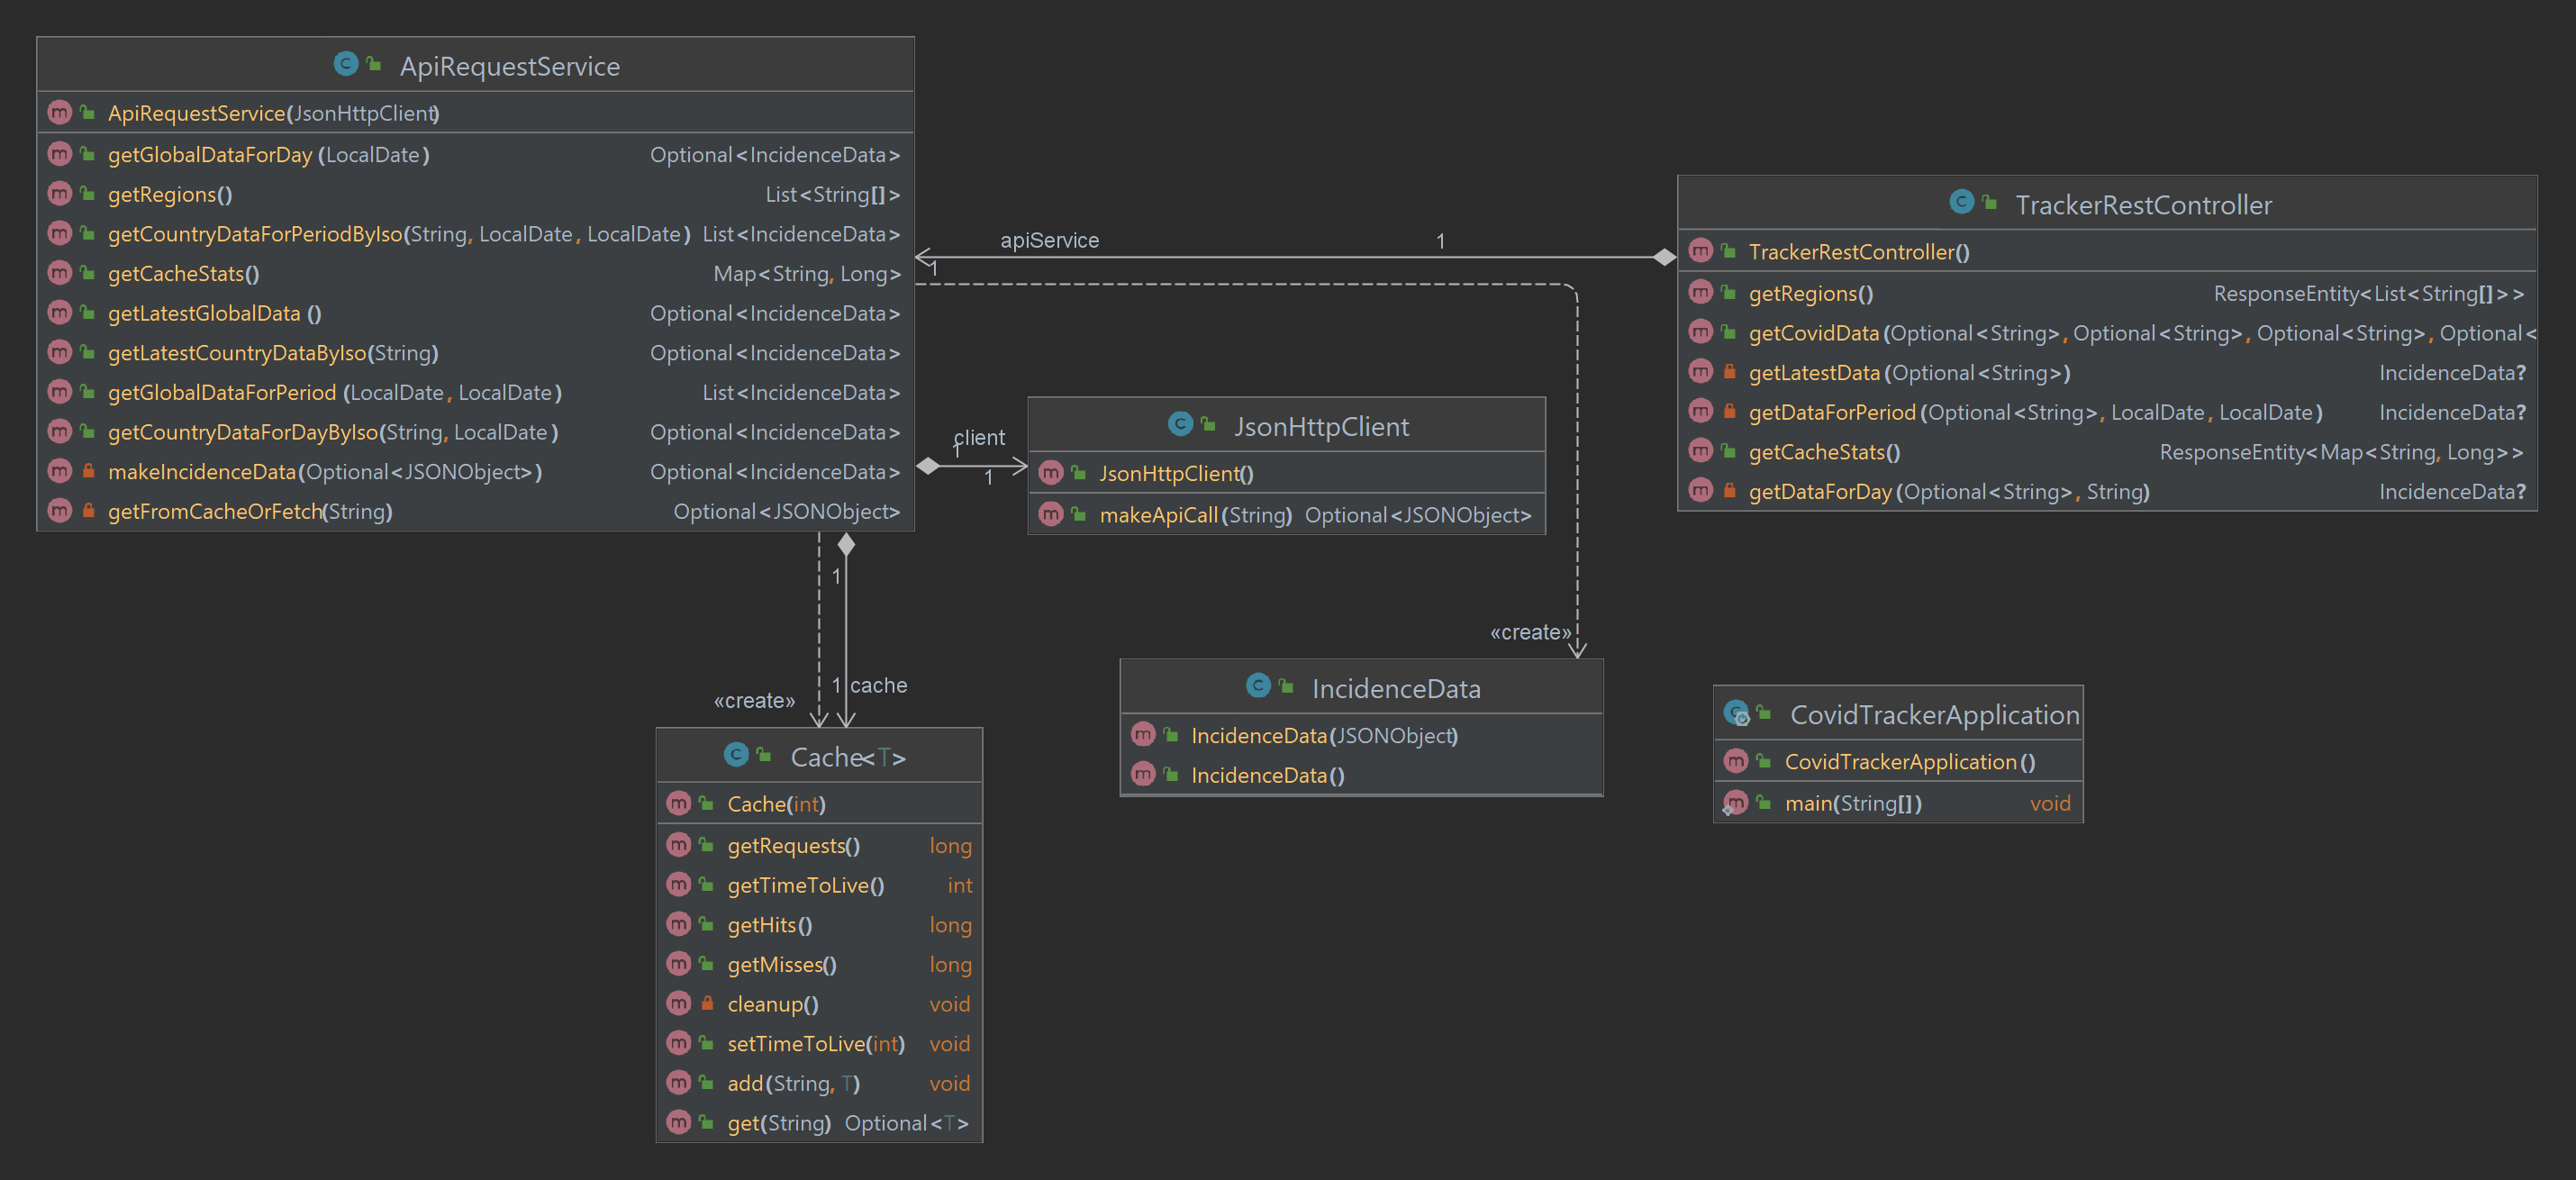 ApiRequestService
ApiRequestService(JsonHttpClient)
getGlobalDataForDay (LocalDate) Optional<IncidenceData>
getRegions() List<String[]>
getCountryDataForPeriodByIso(String, LocalDate, LocalDate) List<IncidenceData>
getCacheStats() Map<String, Long>
getLatestGlobalData () Optional<IncidenceData>
getLatestCountryDataByIso(String) Optional<IncidenceData>
getGlobalDataForPeriod (LocalDate, LocalDate) List<IncidenceData>
getCountryDataForDayByIso(String, LocalDate) Optional<IncidenceData>
makeIncidenceData(Optional<JSONObject>) Optional<IncidenceData>
getFromCacheOrFetch(String) Optional<JSONObject>
apiService
1
1
TrackerRestController
TrackerRestController()
getRegions() ResponseEntity<List<String[]>>
getCovidData(Optional<String>, Optional<String>, Optional<String>, Optional<
getLatestData(Optional<String>) IncidenceData?
getDataForPeriod(Optional<String>, LocalDate, LocalDate) IncidenceData?
getCacheStats() ResponseEntity<Map<String, Long>>
getDataForDay(Optional<String>, String) IncidenceData?
client
1
1
JsonHttpClient
JsonHttpClient()
makeApiCall(String) Optional<JSONObject>
1
«create»
1 cache
«create»
Cache<T>
Cache(int)
getRequests() long
getTimeToLive() int
getHits() long
getMisses() long
cleanup() void
setTimeToLive(int) void
add(String, T) void
get(String) Optional<T>
IncidenceData
IncidenceData(JSONObject)
IncidenceData()
CovidTrackerApplication
CovidTrackerApplication()
main(String[]) void